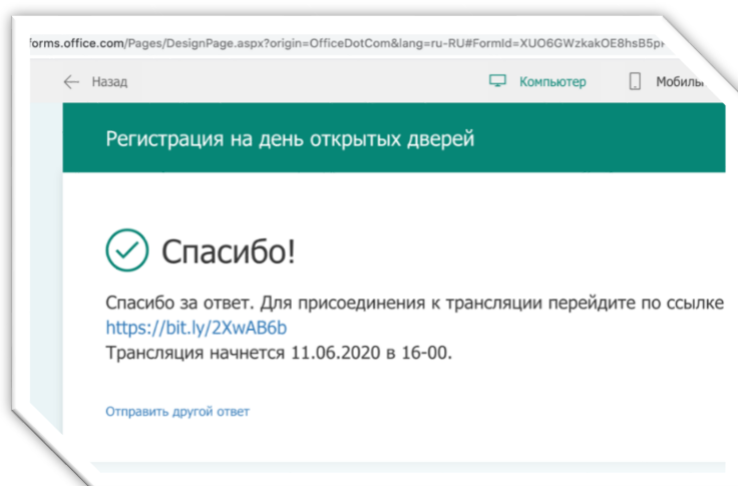 forms.office.com/Pages/DesignPage.aspx?origin=OfficeDotCom&lang=ru-RU#FormId=XUO6GWzkakOE8hsB5p
← Назад Компьютер
Регистрация на день открытых дверей
Спасибо!
Спасибо за ответ. Для присоединения к трансляции перейдите по ссылке
https://bit.ly/2XwAB6b
Трансляция начнется 11.06.2020 в 16-00.
Отправить другой ответ